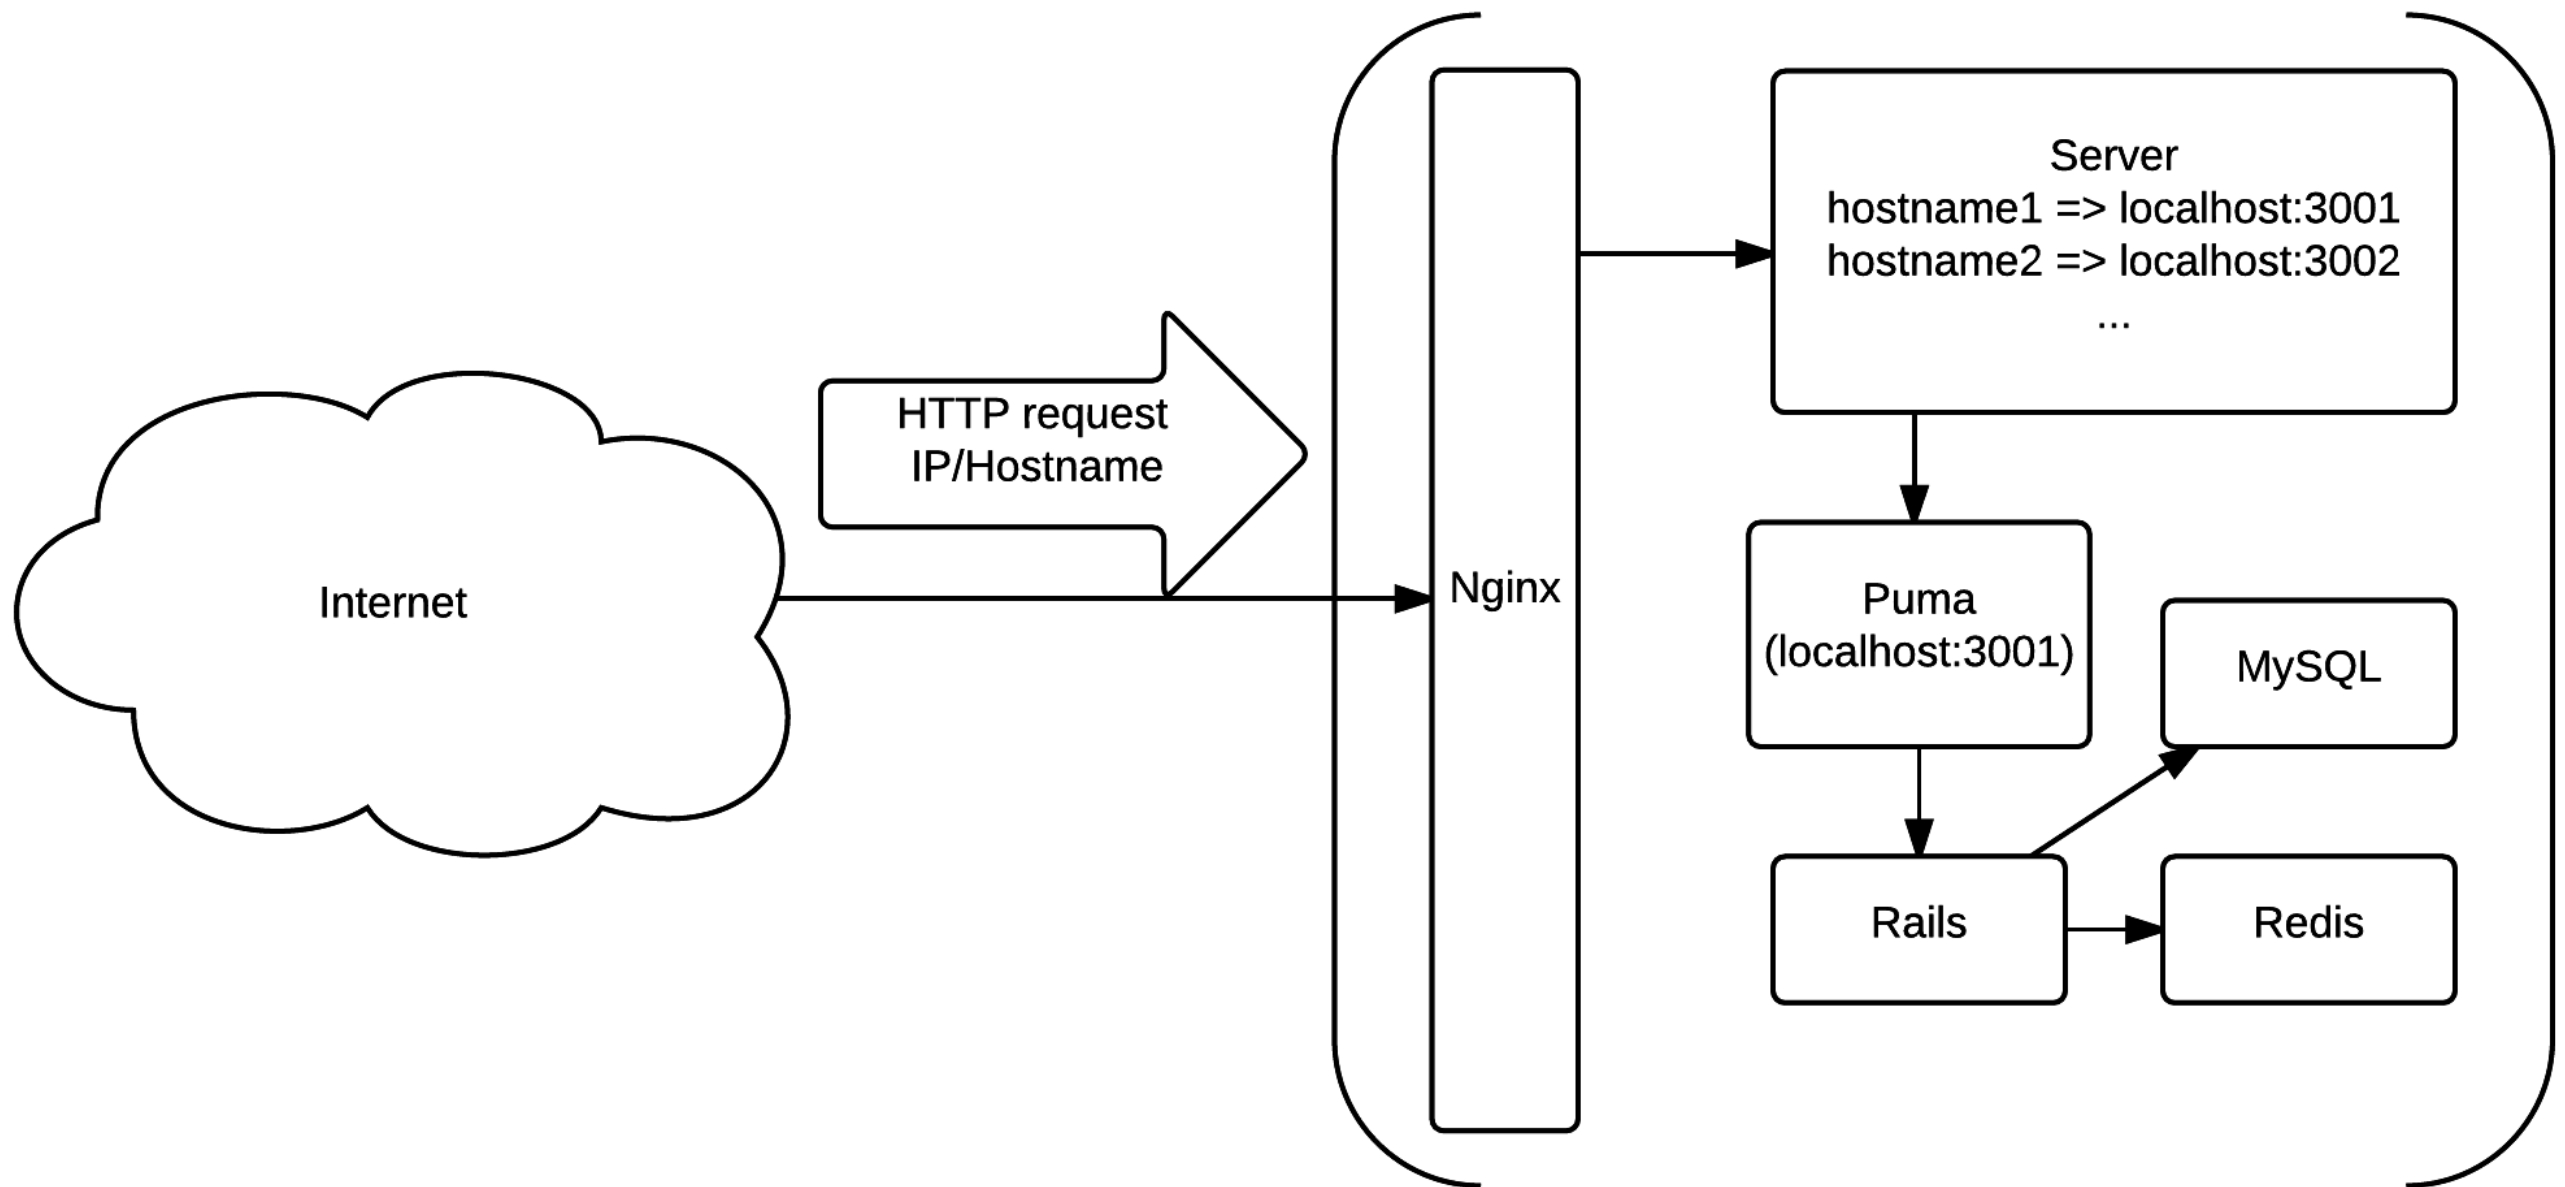 Internet
HTTP request
IP/Hostname
Nginx
Server
hostname1 => localhost:3001
hostname2 => localhost:3002
...
Puma
(localhost:3001)
MySQL
Rails
Redis